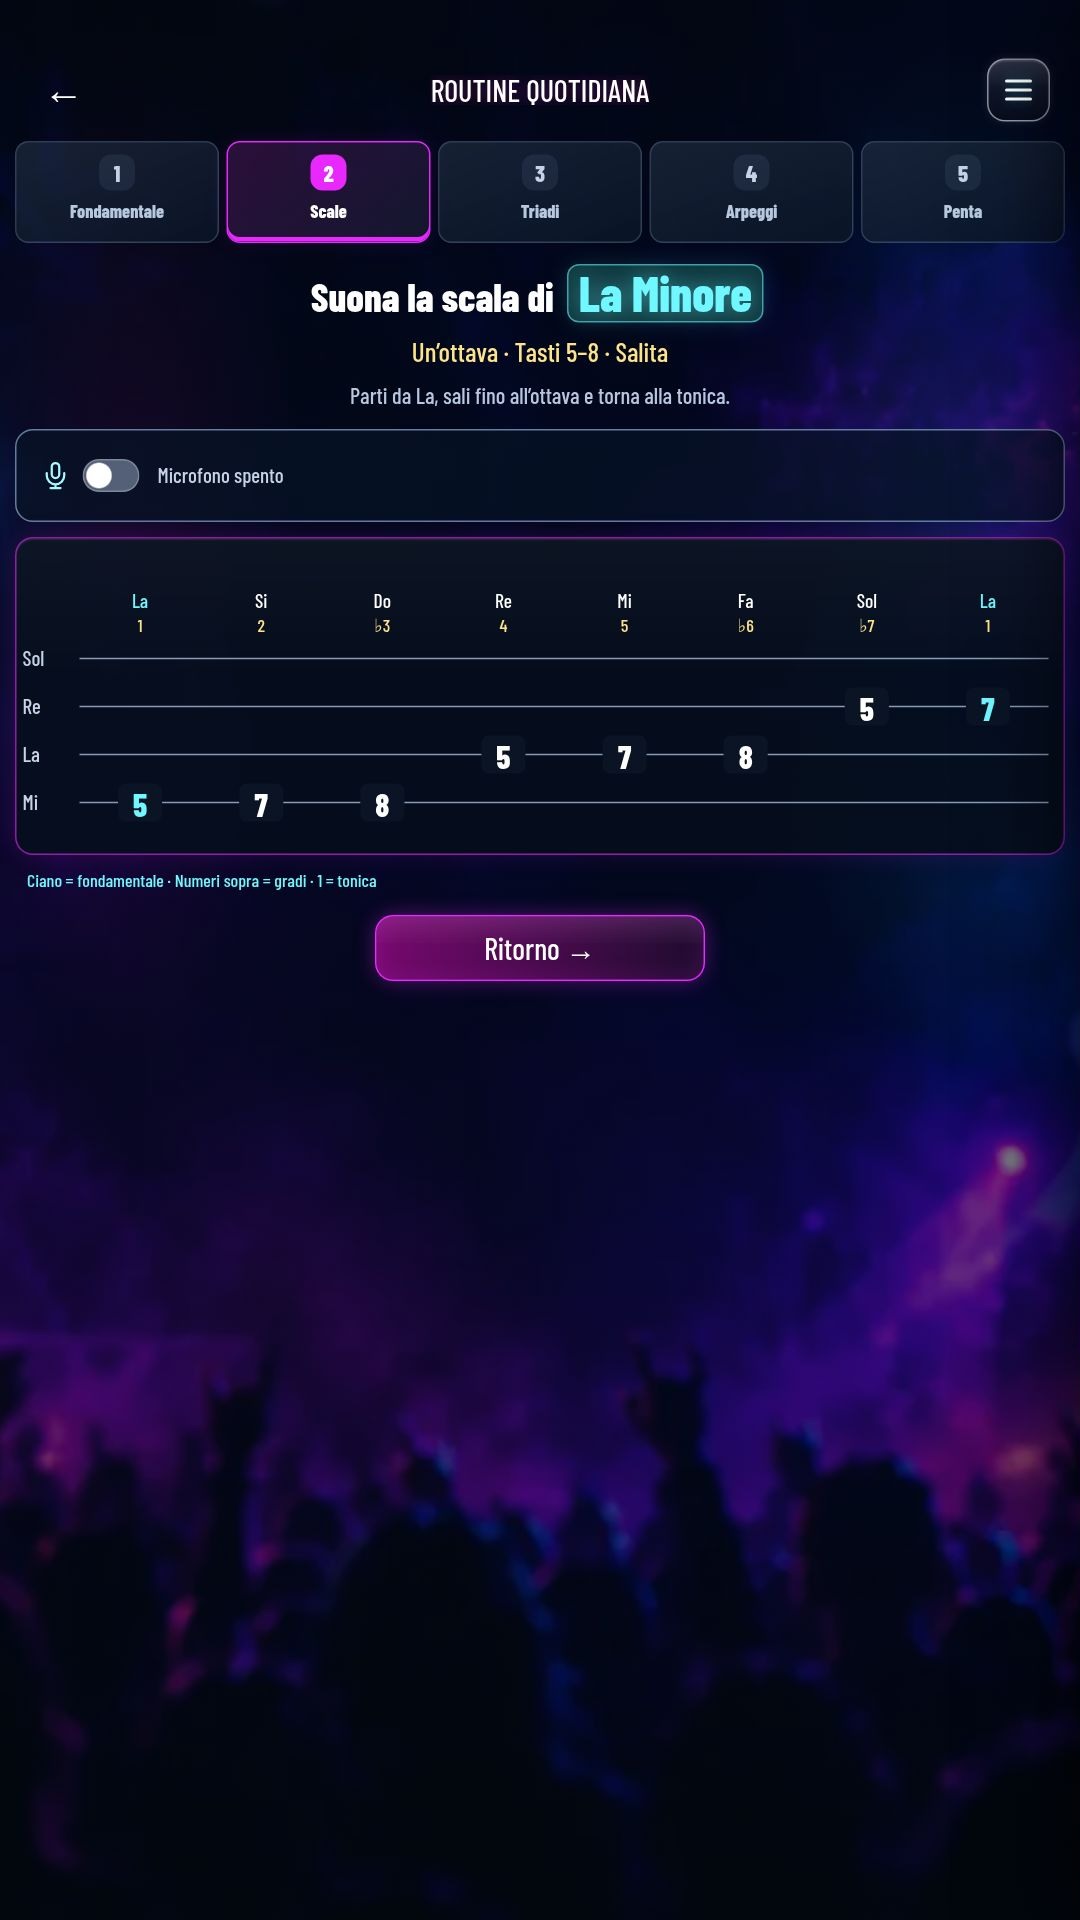 ←
ROUTINE QUOTIDIANA
1 2 3 4 5
Fondamentale Scale Triadi Arpeggi Penta
Suona la scala di La Minore
Un’ottava · Tasti 5–8 · Salita
Parti da La, sali fino all’ottava e torna alla tonica.
Microfono spento
La Si Do Re Mi Fa Sol La
1 2 ♭3 4 5 ♭6 ♭7 1
Sol
Re 5 7
La 5 7 8
Mi 5 7 8
Ciano = fondamentale · Numeri sopra = gradi · 1 = tonica
Ritorno →